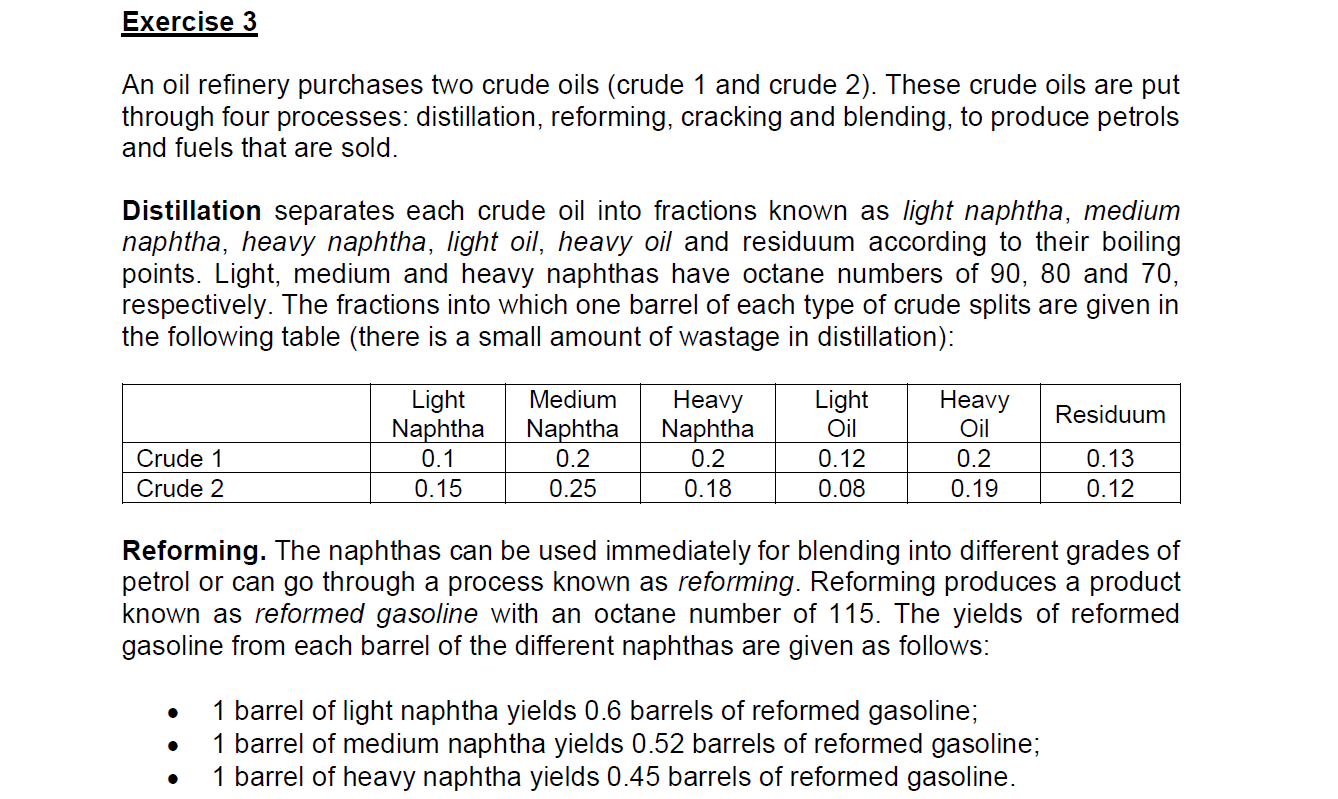 Exercise 3
An oil refinery purchases two crude oils (crude 1 and crude 2). These crude oils are put
through four processes: distillation, reforming, cracking and blending, to produce petrols
and fuels that are sold.
Distillation separates each crude oil into fractions known as light naphtha, medium
naphtha, heavy naphtha, light oil, heavy oil and residuum according to their boiling
points. Light, medium and heavy naphthas have octane numbers of 90, 80 and 70,
respectively. The fractions into which one barrel of each type of crude splits are given in
the following table (there is a small amount of wastage in distillation):
Light Naphtha Medium Naphtha Heavy Naphtha Light Oil Heavy Oil Residuum
Crude 1 0.1 0.2 0.2 0.12 0.2 0.13
Crude 2 0.15 0.25 0.18 0.08 0.19 0.12
Reforming. The naphthas can be used immediately for blending into different grades of
petrol or can go through a process known as reforming. Reforming produces a product
known as reformed gasoline with an octane number of 115. The yields of reformed
gasoline from each barrel of the different naphthas are given as follows:
• 1 barrel of light naphtha yields 0.6 barrels of reformed gasoline;
• 1 barrel of medium naphtha yields 0.52 barrels of reformed gasoline;
• 1 barrel of heavy naphtha yields 0.45 barrels of reformed gasoline.